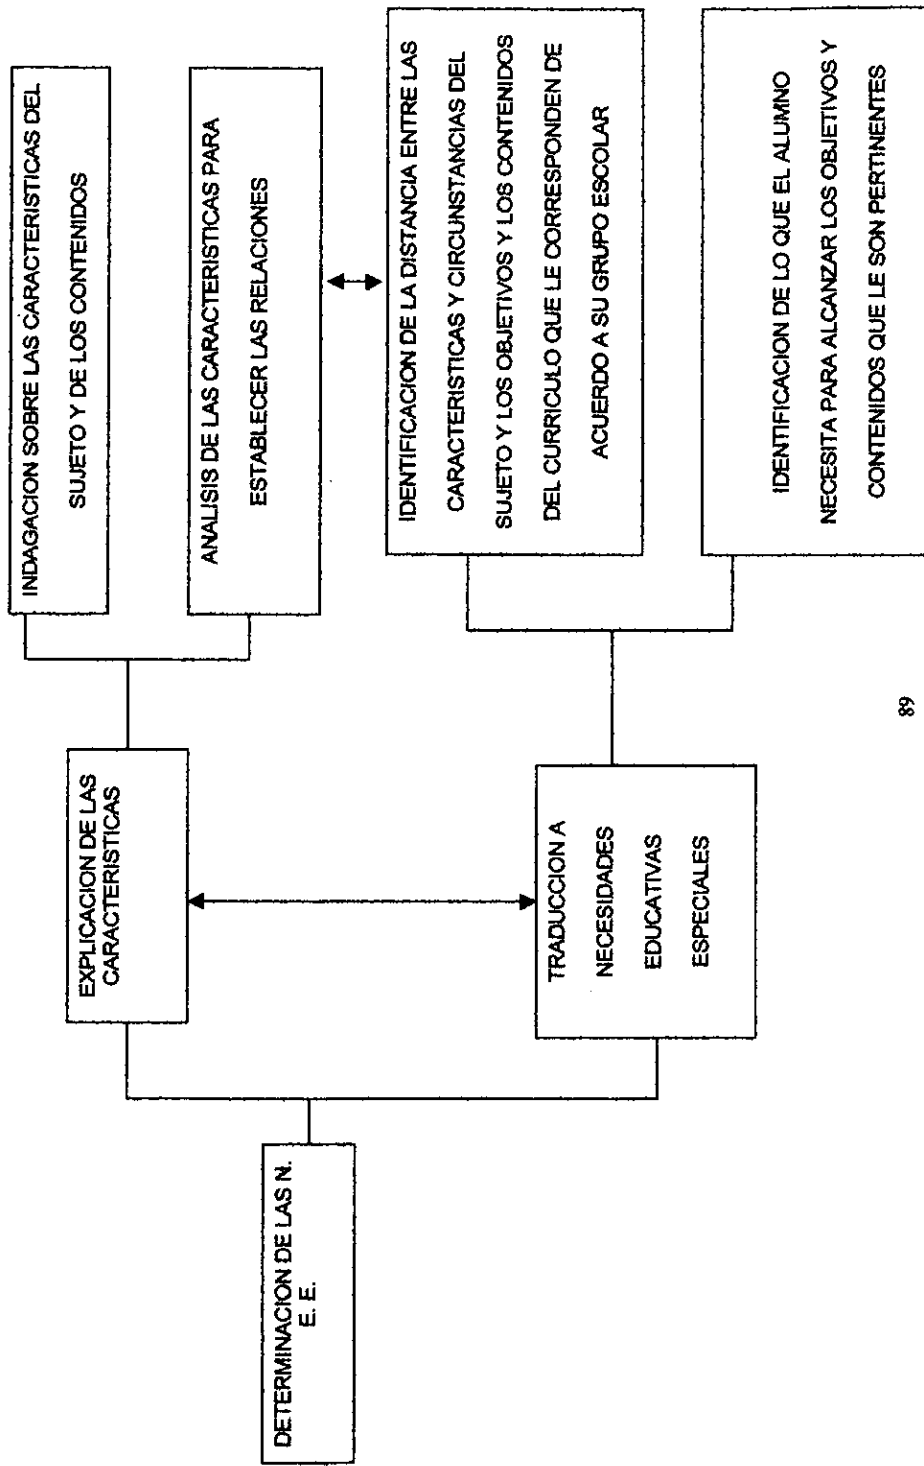 DETERMINACION DE LAS N.
E. E.
EXPLICACION DE LAS
CARACTERISTICAS
INDAGACION SOBRE LAS CARACTERISTICAS DEL
SUJETO Y DE LOS CONTENIDOS
ANALISIS DE LAS CARACTERISTICAS PARA
ESTABLECER LAS RELACIONES
TRADUCCION A
NECESIDADES
EDUCATIVAS
ESPECIALES
IDENTIFICACION DE LA DISTANCIA ENTRE LAS
CARACTERISTICAS Y CIRCUNSTANCIAS DEL
SUJETO Y LOS OBJETIVOS Y LOS CONTENIDOS
DEL CURRICULO QUE LE CORRESPONDEN DE
ACUERDO A SU GRUPO ESCOLAR
IDENTIFICACION DE LO QUE EL ALUMNO
NECESITA PARA ALCANZAR LOS OBJETIVOS Y
CONTENIDOS QUE LE SON PERTINENTES
89